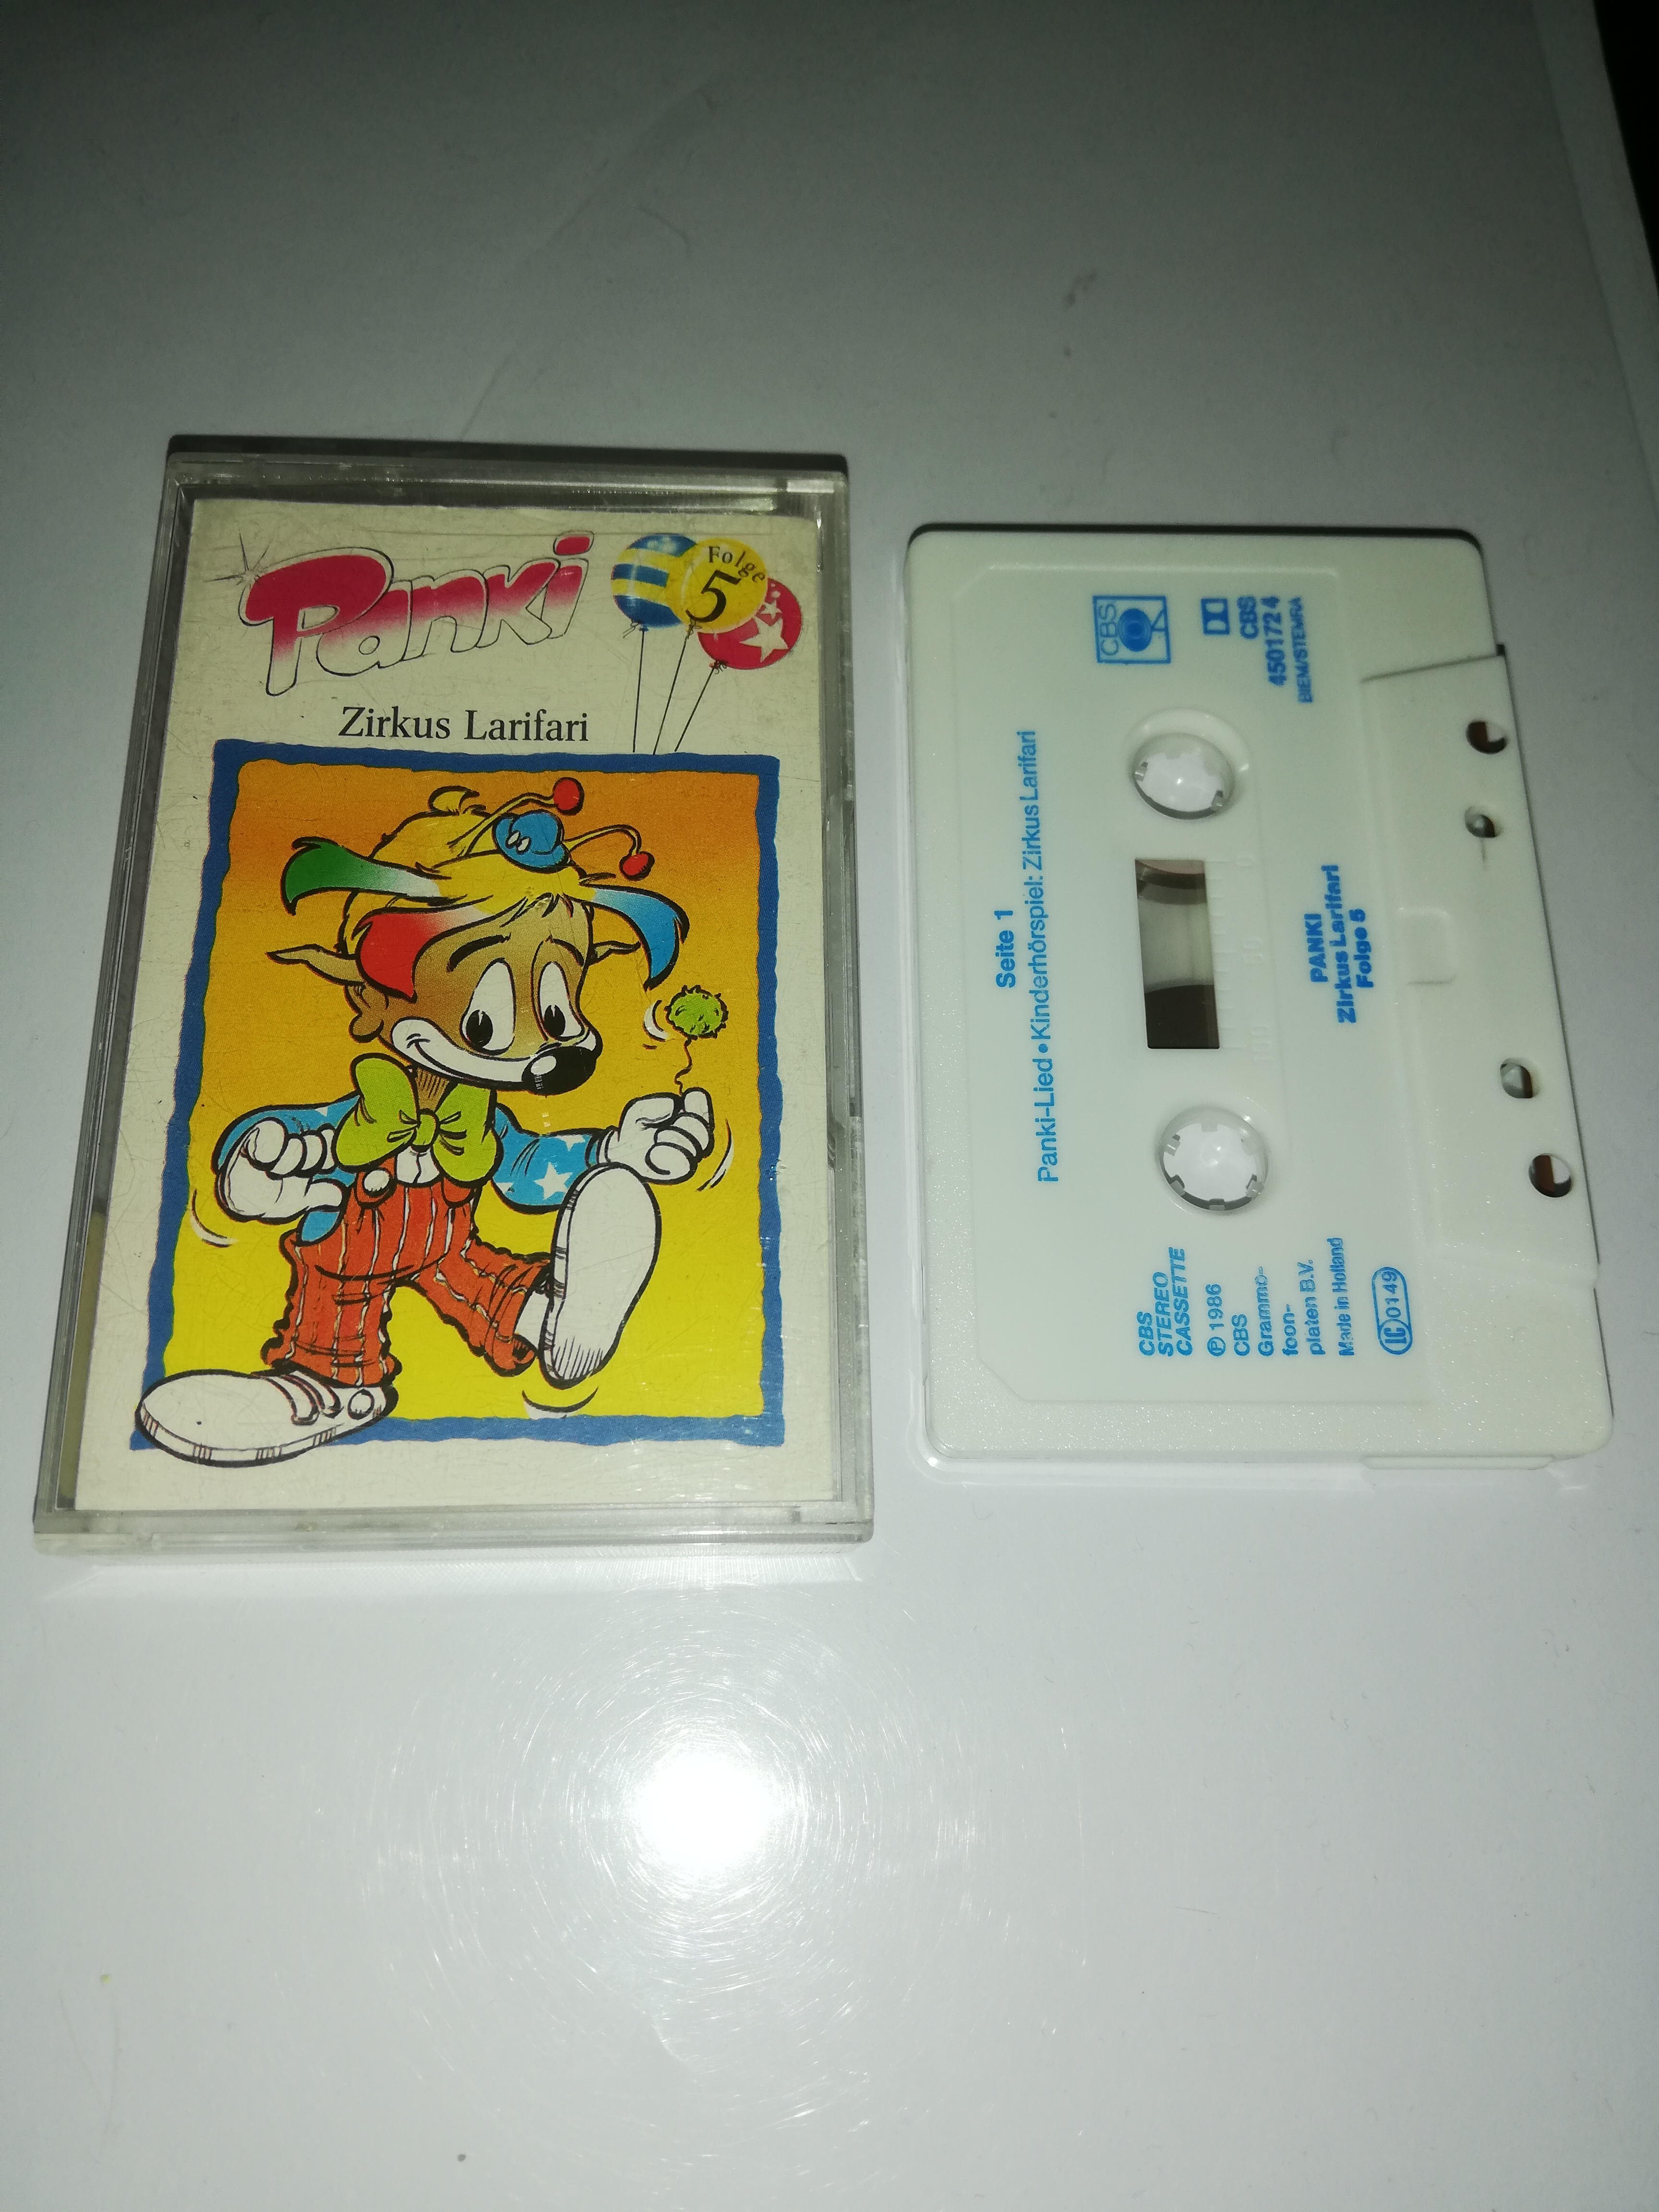 Panki
Folge
5
Zirkus Larifari
Seite 1
Panki-Lied • Kinderhörspiel: Zirkus Larifari
CBS
CBS
4501724
BIEM/STEMRA
PANKI
Zirkus Larifari
Folge 5
CBS
STEREO
CASSETTE
℗ 1986
CBS
Grammo-
foon-
platen B.V.
Made in Holland
LC 0149